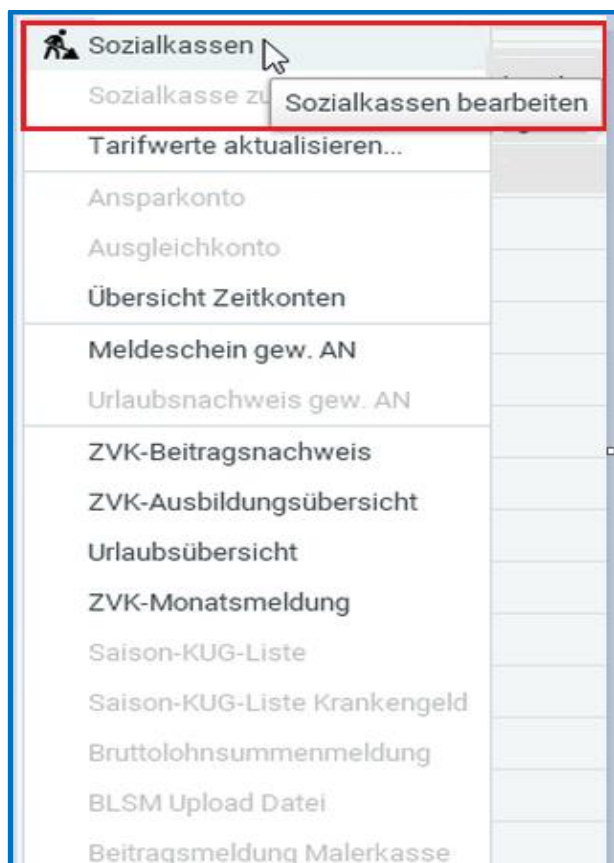 Sozialkassen
Sozialkasse
Sozialkassen bearbeiten
Tarifwerte aktualisieren...
Ansparkonto
Ausgleichkonto
Übersicht Zeitkonten
Meldeschein gew. AN
Urlaubsnachweis gew. AN
ZVK-Beitragsnachweis
ZVK-Ausbildungsübersicht
Urlaubsübersicht
ZVK-Monatsmeldung
Saison-KUG-Liste
Saison-KUG-Liste Krankengeld
Bruttolohnsummenmeldung
BLSM Upload Datei
Beitragsmeldung Malerkasse